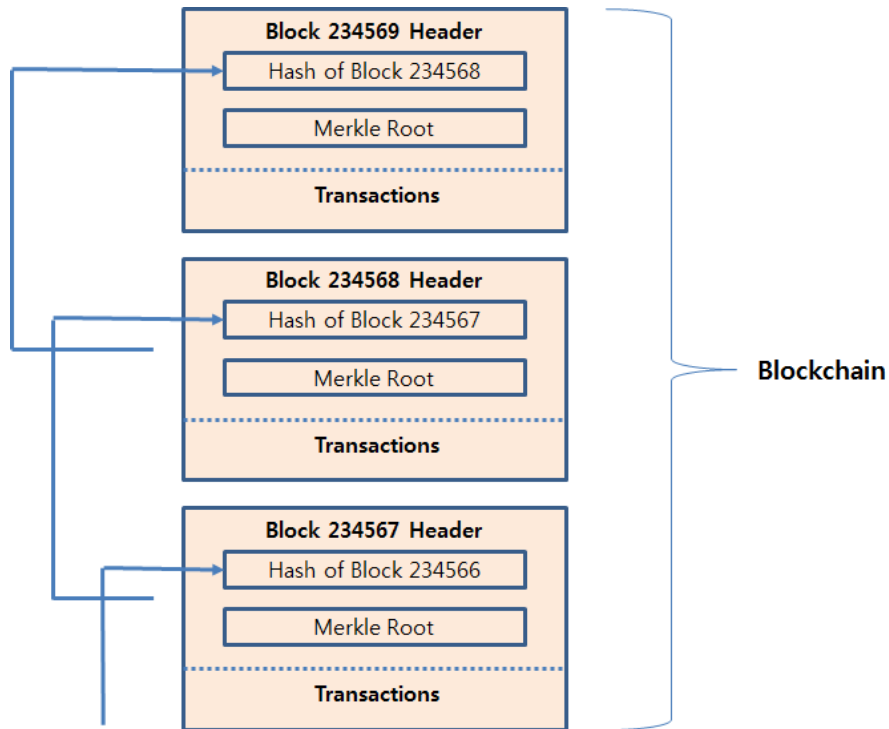 Block 234569 Header
Hash of Block 234568
Merkle Root
Transactions
Block 234568 Header
Hash of Block 234567
Merkle Root
Transactions
Block 234567 Header
Hash of Block 234566
Merkle Root
Transactions
Blockchain